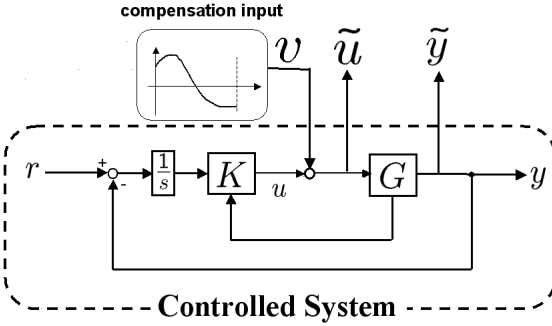 compensation input
υ ũ ỹ
r + - 1/s K u G y
Controlled System